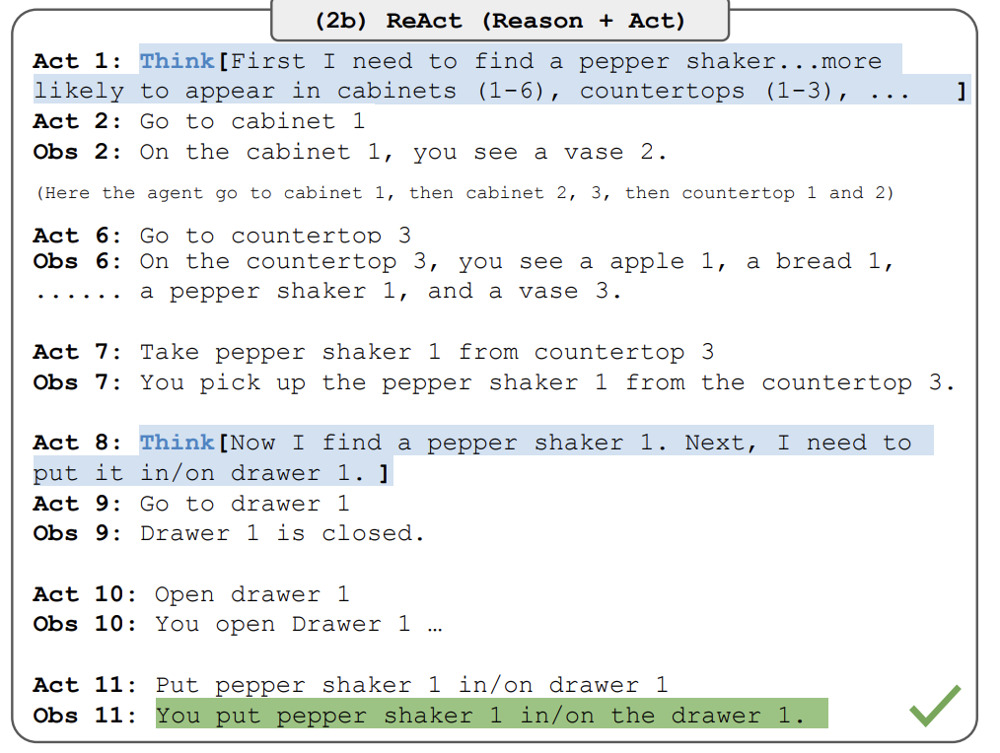 (2b) ReAct (Reason + Act)
Act 1: Think[First I need to find a pepper shaker...more
likely to appear in cabinets (1-6), countertops (1-3), ... ]
Act 2: Go to cabinet 1
Obs 2: On the cabinet 1, you see a vase 2.
(Here the agent go to cabinet 1, then cabinet 2, 3, then countertop 1 and 2)
Act 6: Go to countertop 3
Obs 6: On the countertop 3, you see a apple 1, a bread 1,
...... a pepper shaker 1, and a vase 3.
Act 7: Take pepper shaker 1 from countertop 3
Obs 7: You pick up the pepper shaker 1 from the countertop 3.
Act 8: Think[Now I find a pepper shaker 1. Next, I need to
put it in/on drawer 1. ]
Act 9: Go to drawer 1
Obs 9: Drawer 1 is closed.
Act 10: Open drawer 1
Obs 10: You open Drawer 1 …
Act 11: Put pepper shaker 1 in/on drawer 1
Obs 11: You put pepper shaker 1 in/on the drawer 1.